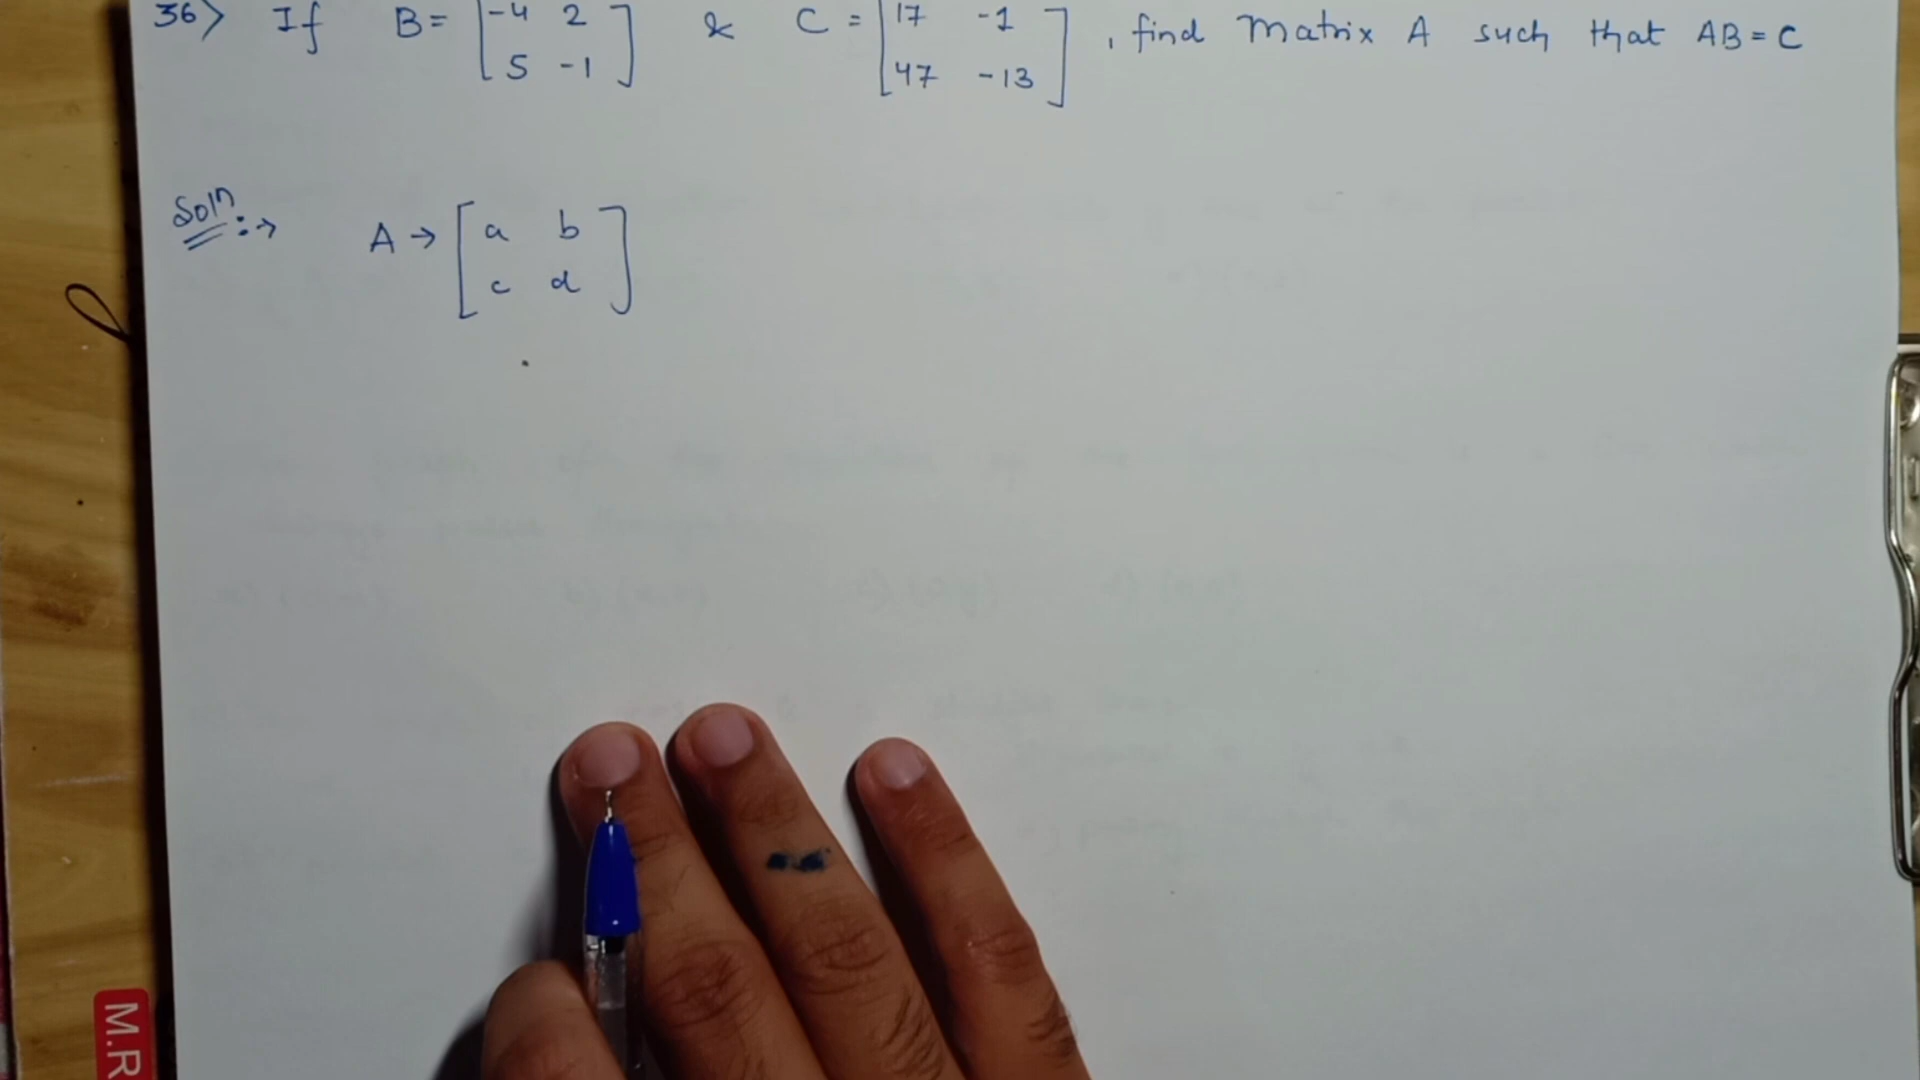 36) If B = [-4 2 5 -1] & C = [17 -1 47 -13], find Matrix A such that AB = C
Soln :→ A → [a b c d]
M.R